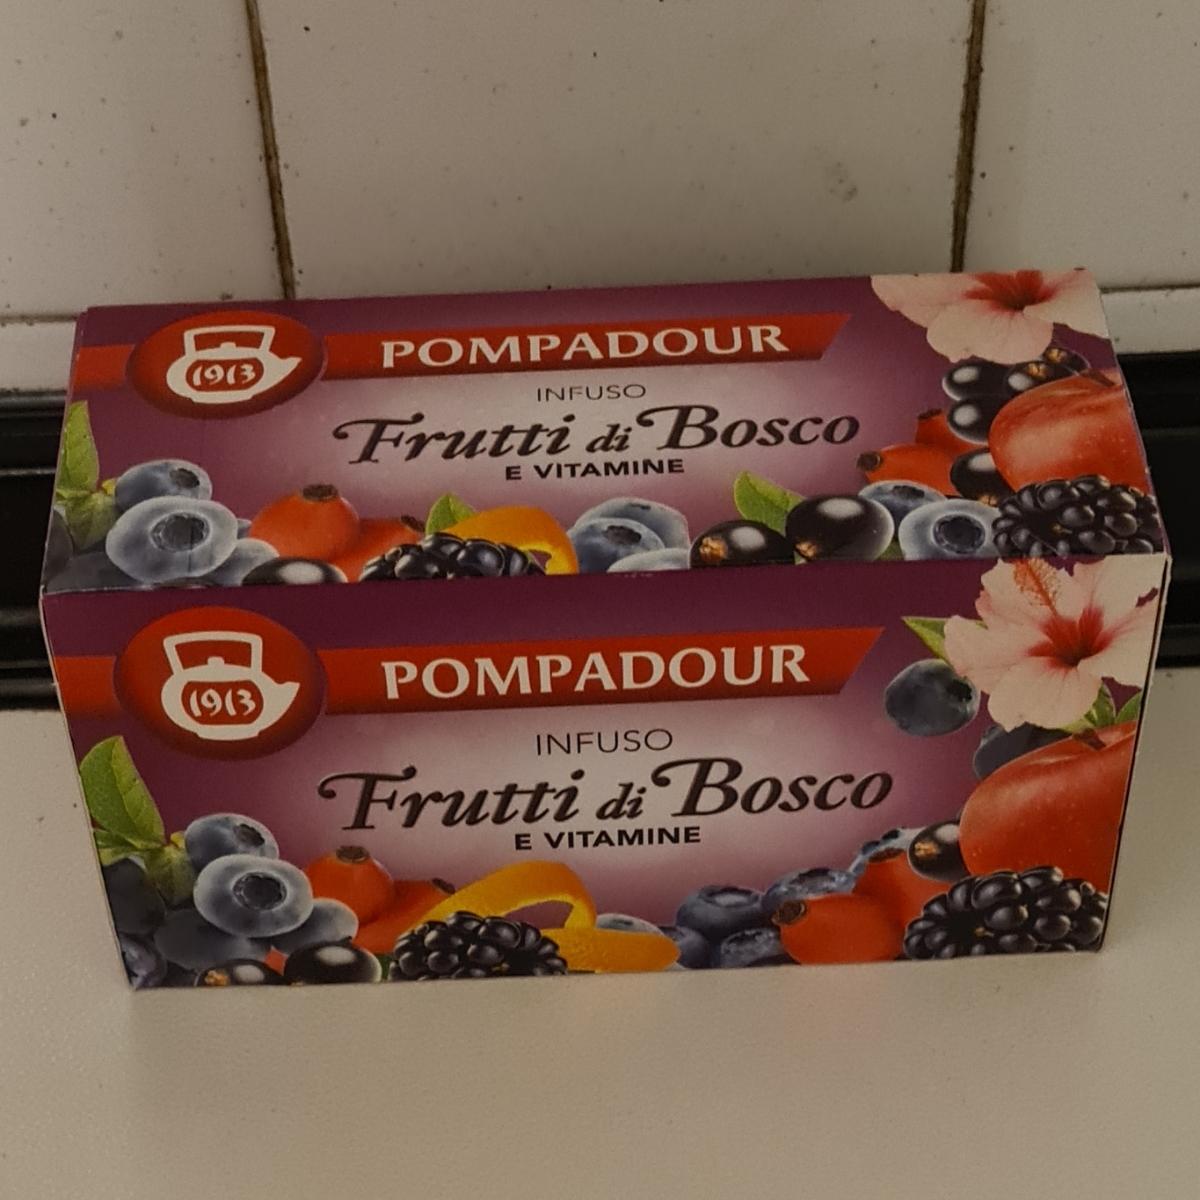 1913
POMPADOUR
INFUSO
Frutti di Bosco
E VITAMINE
1913
POMPADOUR
INFUSO
Frutti di Bosco
E VITAMINE